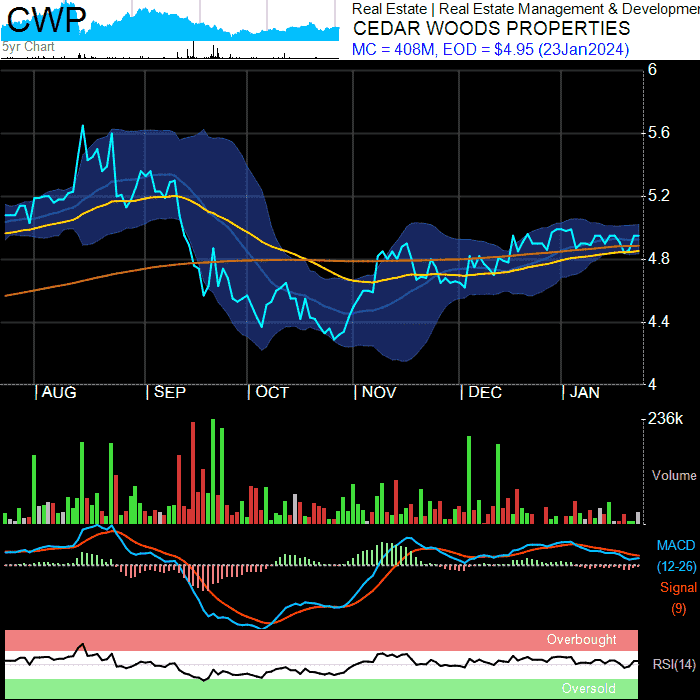 CWP
5yr Chart
Real Estate | Real Estate Management & Developmen
CEDAR WOODS PROPERTIES
MC = 408M, EOD = $4.95 (23Jan2024)
6
5.6
5.2
4.8
4.4
4
| AUG | SEP | OCT | NOV | DEC | JAN
236k
Volume
MACD
(12-26)
Signal
(9)
Overbought
RSI(14)
Oversold